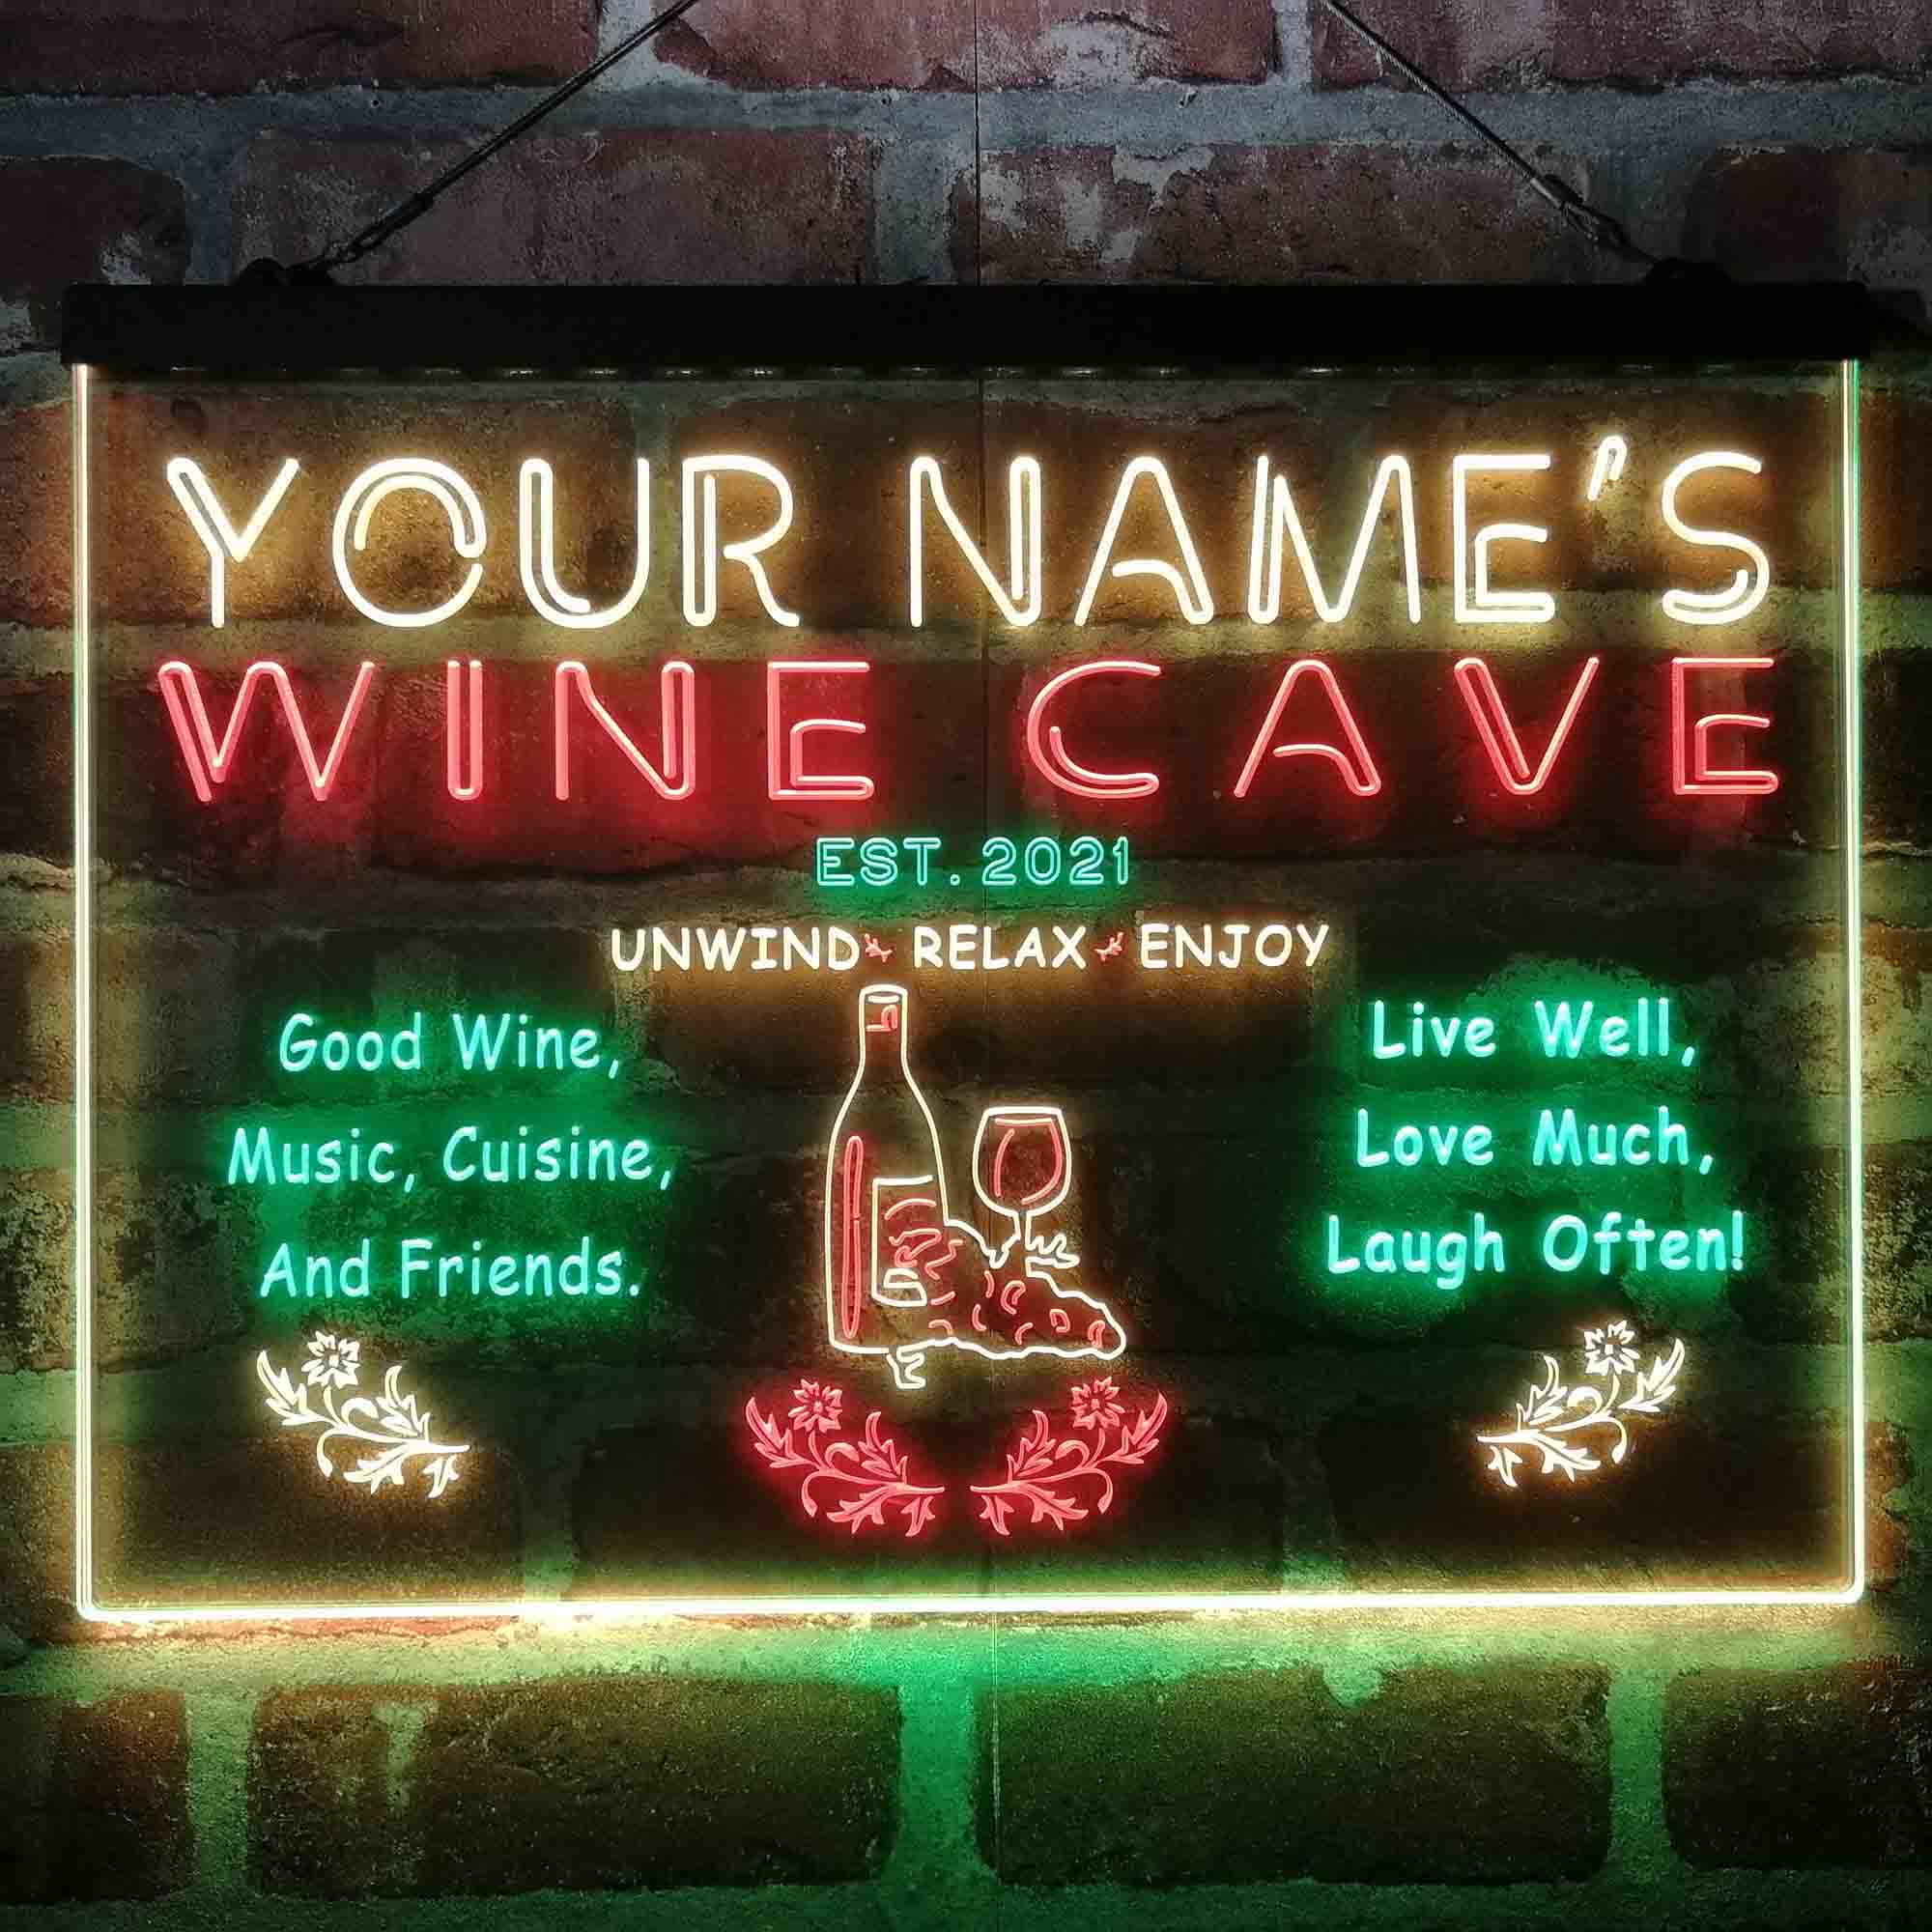 YOUR NAME'S
WINE CAVE
EST. 2021
UNWIND RELAX ENJOY
Good Wine,
Music, Cuisine,
And Friends.
Live Well,
Love Much,
Laugh Often!